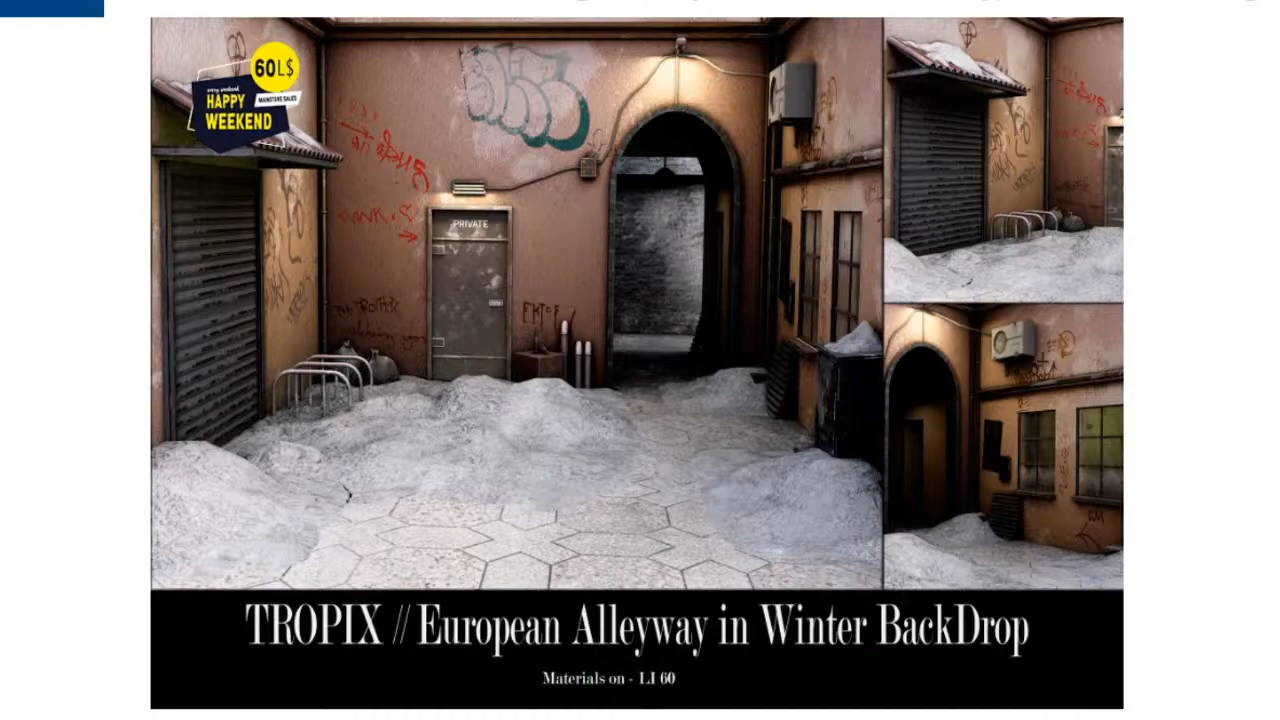 60L$
every weekend
HAPPY
MAINSTORE SALES
WEEKEND
PRIVATE
TROPIX // European Alleyway in Winter BackDrop
Materials on - LI 60